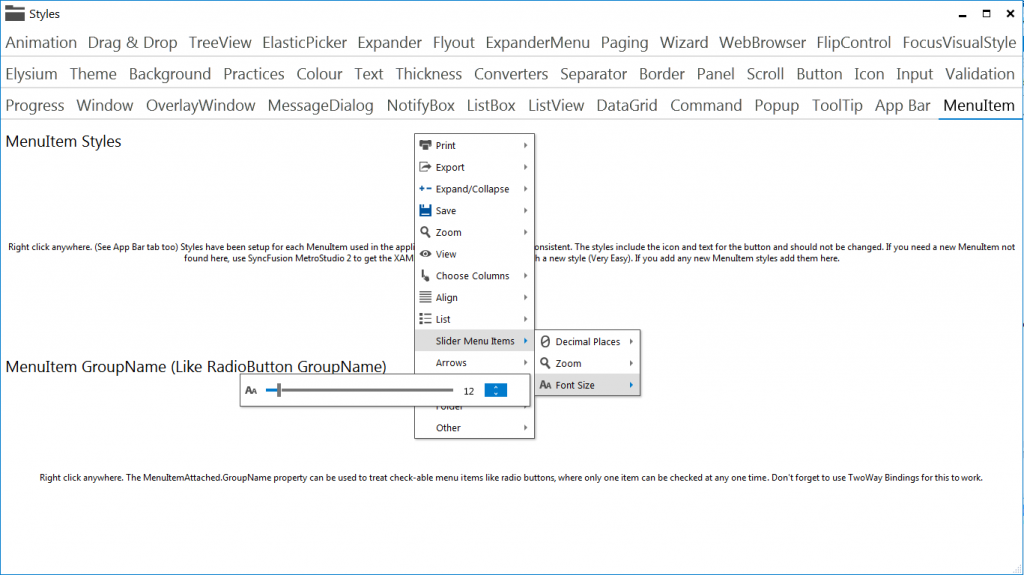 Styles
Animation Drag & Drop TreeView ElasticPicker Expander Flyout ExpanderMenu Paging Wizard WebBrowser FlipControl FocusVisualStyle
Elysium Theme Background Practices Colour Text Thickness Converters Separator Border Panel Scroll Button Icon Input Validation
Progress Window OverlayWindow MessageDialog NotifyBox ListBox ListView DataGrid Command Popup ToolTip App Bar MenuItem
MenuItem Styles
Print
Export
Expand/Collapse
Save
Zoom
View
Choose Columns
Align
List
Slider Menu Items
Arrows
Folder
Other
Decimal Places
Zoom
AA Font Size
AA 12
Right click anywhere. (See App Bar tab too) Styles have been setup for each MenuItem used in the appli onsistent. The styles include the icon and text for the button and should not be changed. If you need a new MenuItem not
found here, use SyncFusion MetroStudio 2 to get the XAM h a new style (Very Easy). If you add any new MenuItem styles add them here.
MenuItem GroupName (Like RadioButton GroupName)
Right click anywhere. The MenuItemAttached.GroupName property can be used to treat check-able menu items like radio buttons, where only one item can be checked at any one time. Don't forget to use TwoWay Bindings for this to work.